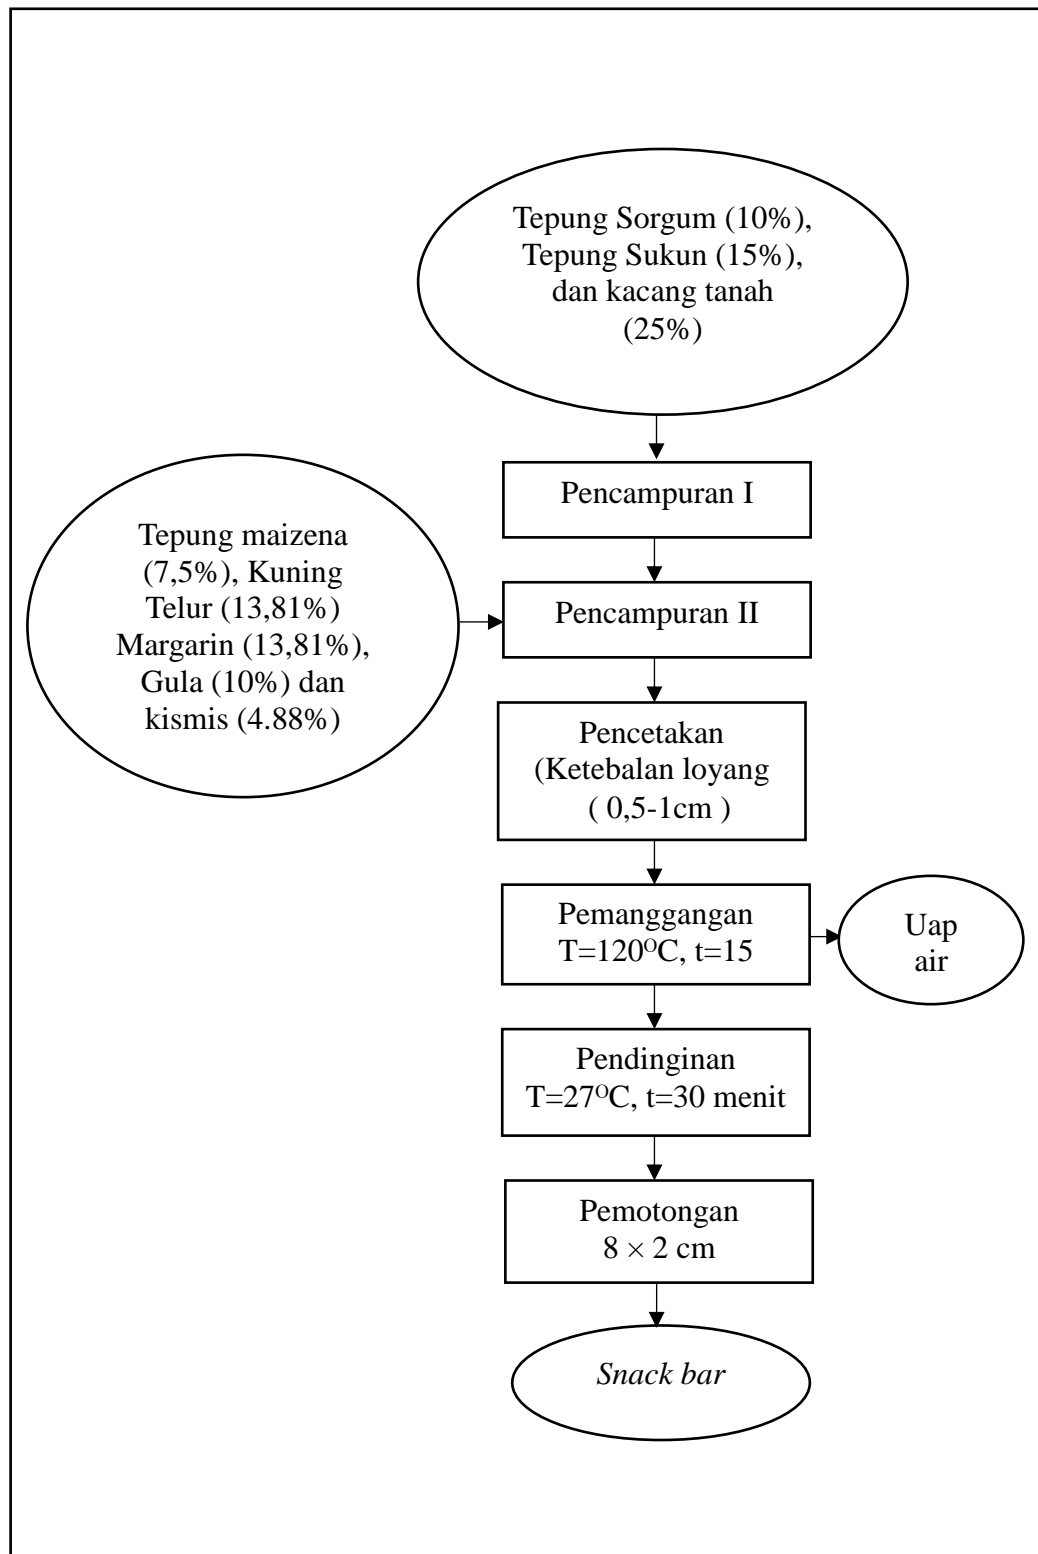 Tepung Sorgum (10%),
Tepung Sukun (15%),
dan kacang tanah
(25%)
Pencampuran I
Tepung maizena
(7,5%), Kuning
Telur (13,81%)
Margarin (13,81%),
Gula (10%) dan
kismis (4.88%)
Pencampuran II
Pencetakan
(Ketebalan loyang
( 0,5-1cm )
Pemanggangan
T=120ᴼC, t=15
Uap
air
Pendinginan
T=27ᴼC, t=30 menit
Pemotongan
8 × 2 cm
Snack bar